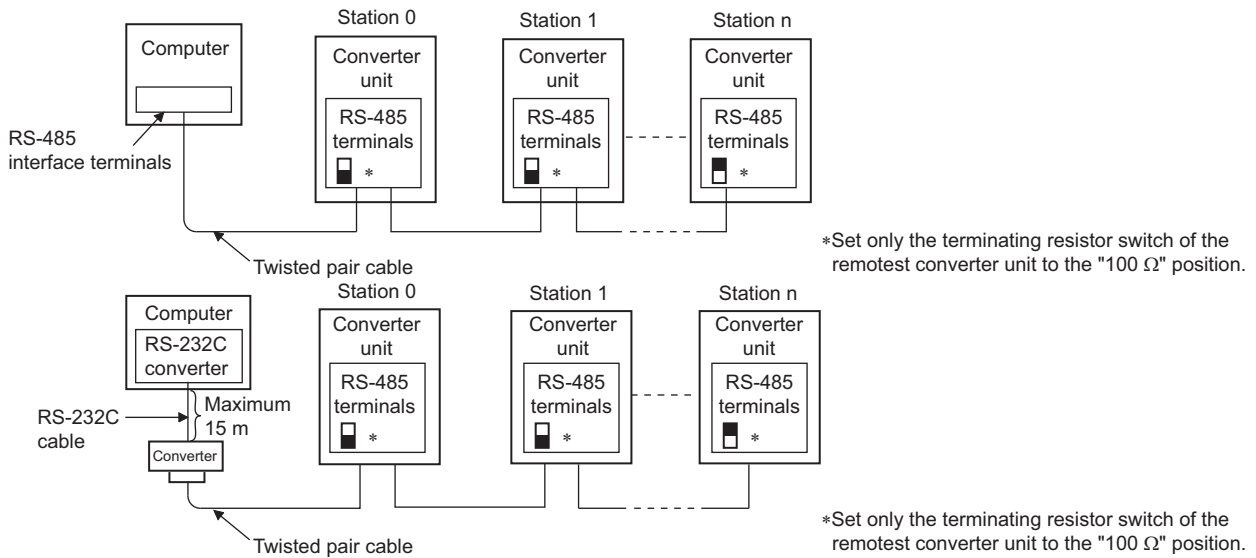 Station 0
Station 1
Station n
Computer
Converter
unit
Converter
unit
Converter
unit
RS-485
terminals
RS-485
terminals
RS-485
terminals
*
*
*
RS-485
interface terminals
Twisted pair cable
*Set only the terminating resistor switch of the
remotest converter unit to the "100 Ω" position.
Station 0
Station 1
Station n
Computer
RS-232C
converter
Converter
unit
Converter
unit
Converter
unit
RS-485
terminals
RS-485
terminals
RS-485
terminals
*
*
*
RS-232C
cable
Maximum
15 m
Converter
Twisted pair cable
*Set only the terminating resistor switch of the
remotest converter unit to the "100 Ω" position.